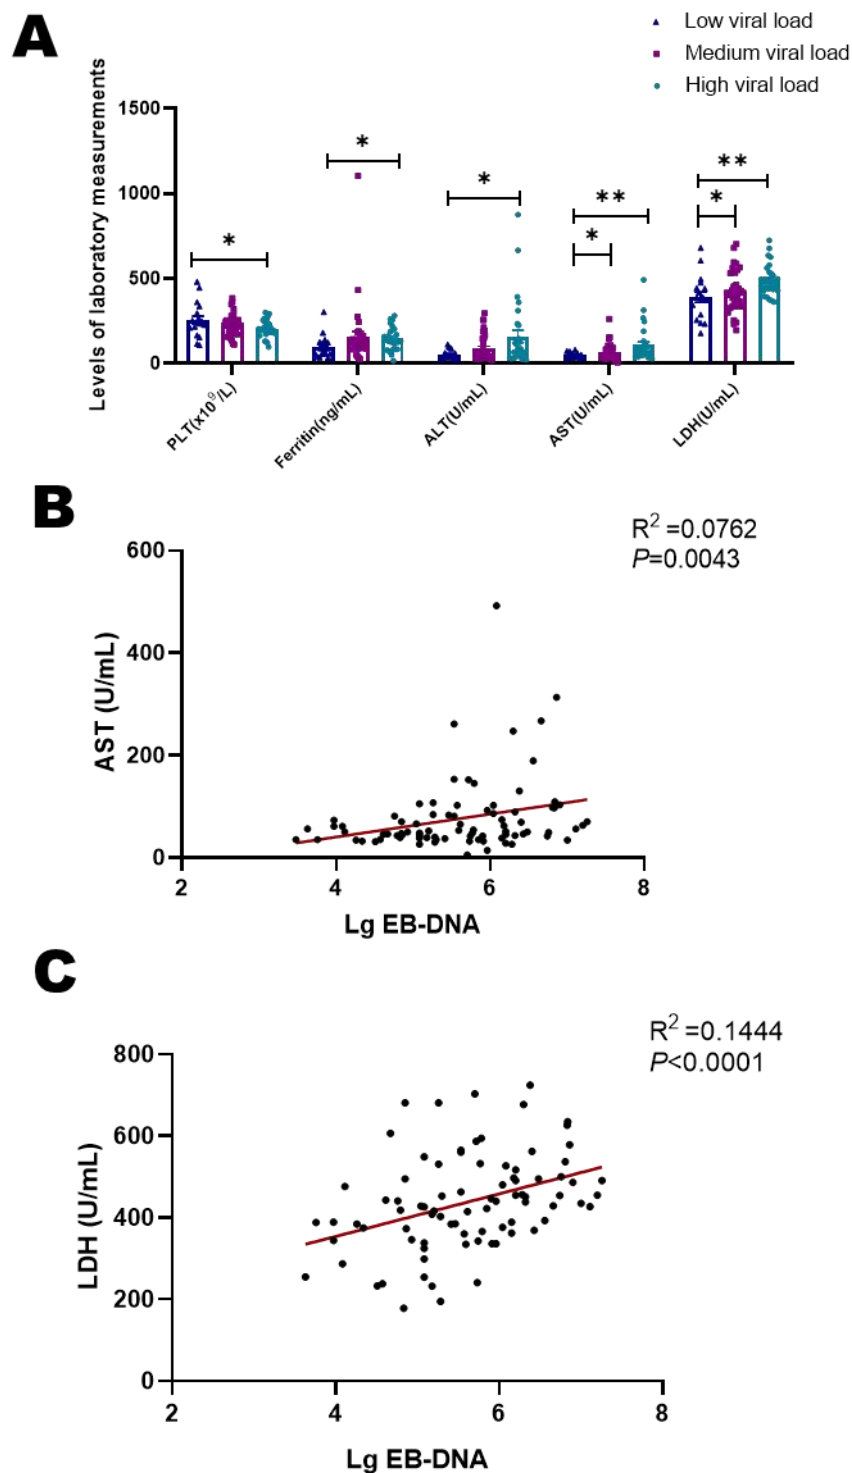 A
Low viral load
Medium viral load
High viral load
Levels of laboratory measurements
1500
1000
500
0
*
*
*
**
*
**
*
PLT(x10⁹/L)
Ferritin(ng/mL)
ALT(U/mL)
AST(U/mL)
LDH(U/mL)
B
R² =0.0762
P=0.0043
AST (U/mL)
600
400
200
0
2 4 6 8
Lg EB-DNA
C
R² =0.1444
P<0.0001
LDH (U/mL)
800
600
400
200
0
2 4 6 8
Lg EB-DNA